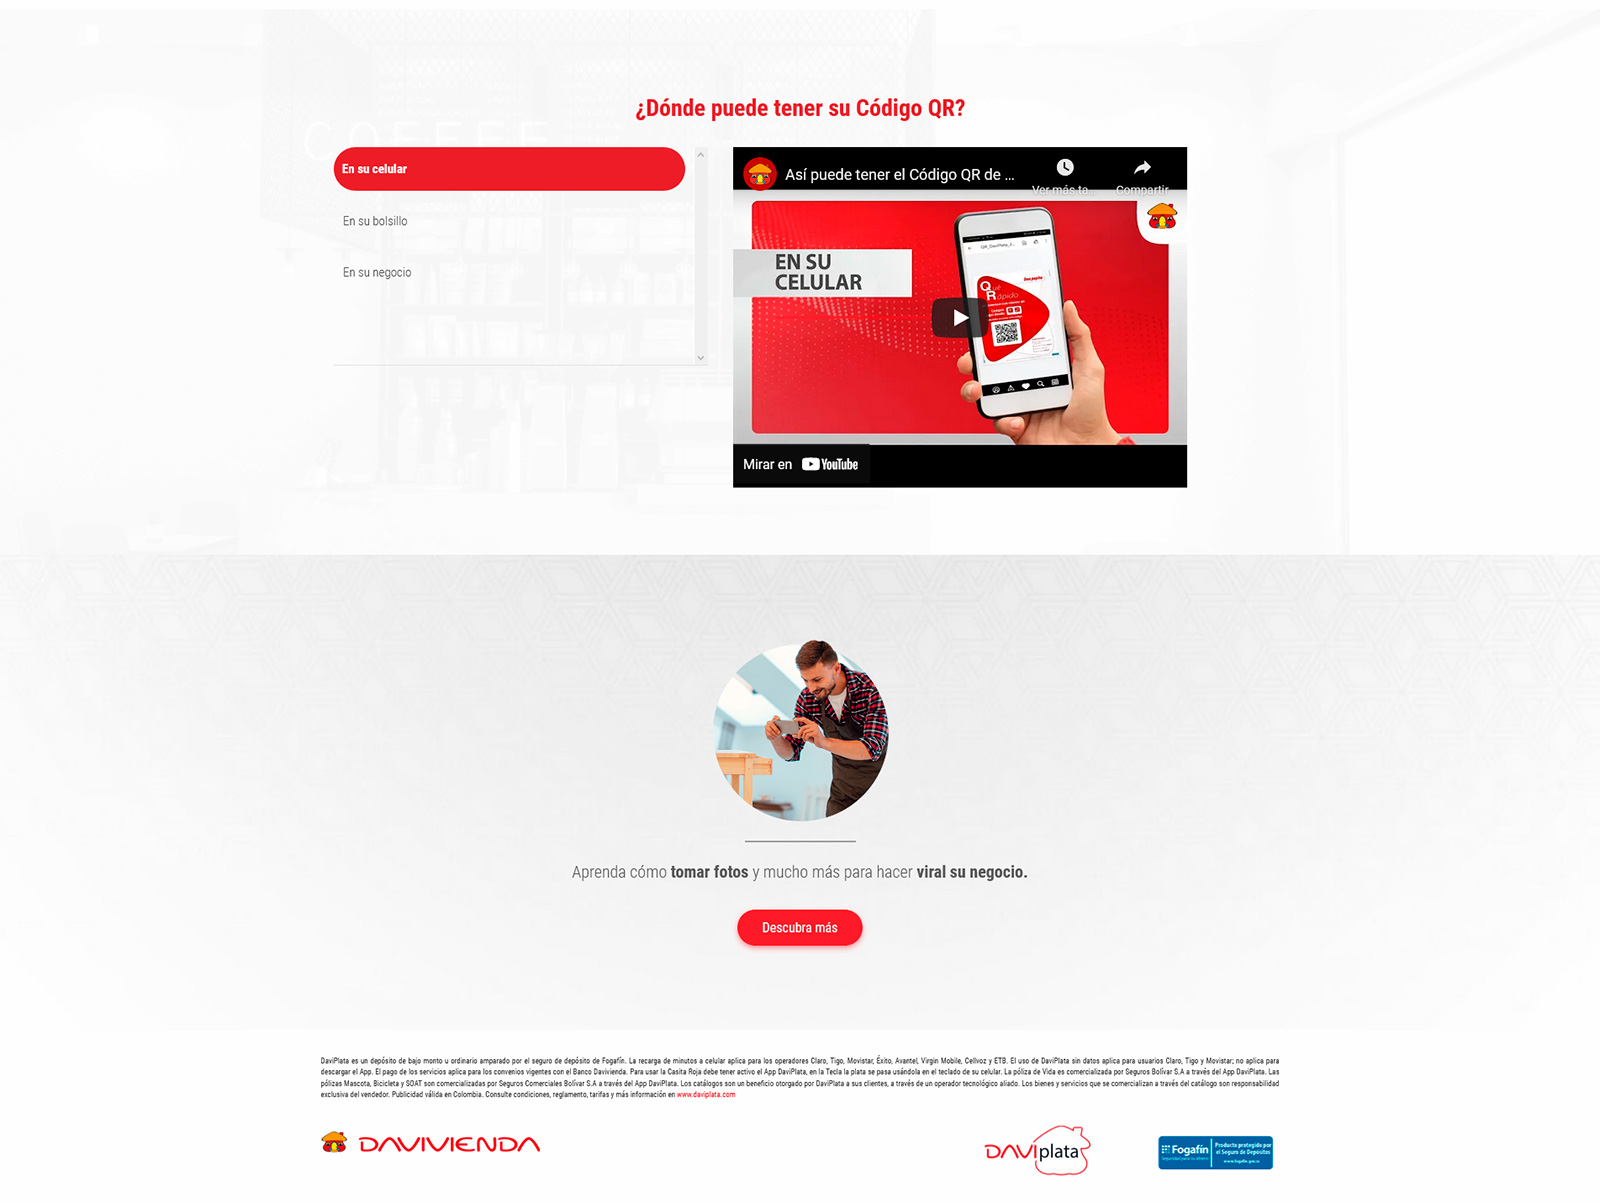 COFFEE
¿Dónde puede tener su Código QR?
En su celular
En su bolsillo
En su negocio
Así puede tener el Código QR de ...
Ver más ta...
Compartir
EN SU
CELULAR
QR_DaviPlata_
Qué
Rápido
Mirar en YouTube
Aprenda cómo tomar fotos y mucho más para hacer viral su negocio.
Descubra más
DaviPlata es un depósito de bajo monto u ordinario amparado por el seguro de depósito de Fogafín. La recarga de minutos a celular aplica para los operadores Claro, Tigo, Movistar, Éxito, Avantel, Virgin Mobile, Cellvoz y ETB. El uso de DaviPlata sin datos aplica para usuarios Claro, Tigo y Movistar; no aplica para
descargar el App. El pago de los servicios aplica para los convenios vigentes con el Banco Davivienda. Para usar la Casita Roja debe tener activo el App DaviPlata, en la Tecla la plata se pasa usándola en el teclado de su celular. La póliza de Vida es comercializada por Seguros Bolívar S.A a través del App DaviPlata. Las
pólizas Mascota, Bicicleta y SOAT son comercializadas por Seguros Comerciales Bolívar S.A a través del App DaviPlata. Los catálogos son un beneficio otorgado por DaviPlata a sus clientes, a través de un operador tecnológico aliado. Los bienes y servicios que se comercializan a través del catálogo son responsabilidad
exclusiva del vendedor. Publicidad válida en Colombia. Consulte condiciones, reglamento, tarifas y más información en www.daviplata.com
DAVIVIENDA
DAVIplata
Fogafín
Producto protegido por
el Seguro de Depósitos
www.fogafin.gov.co